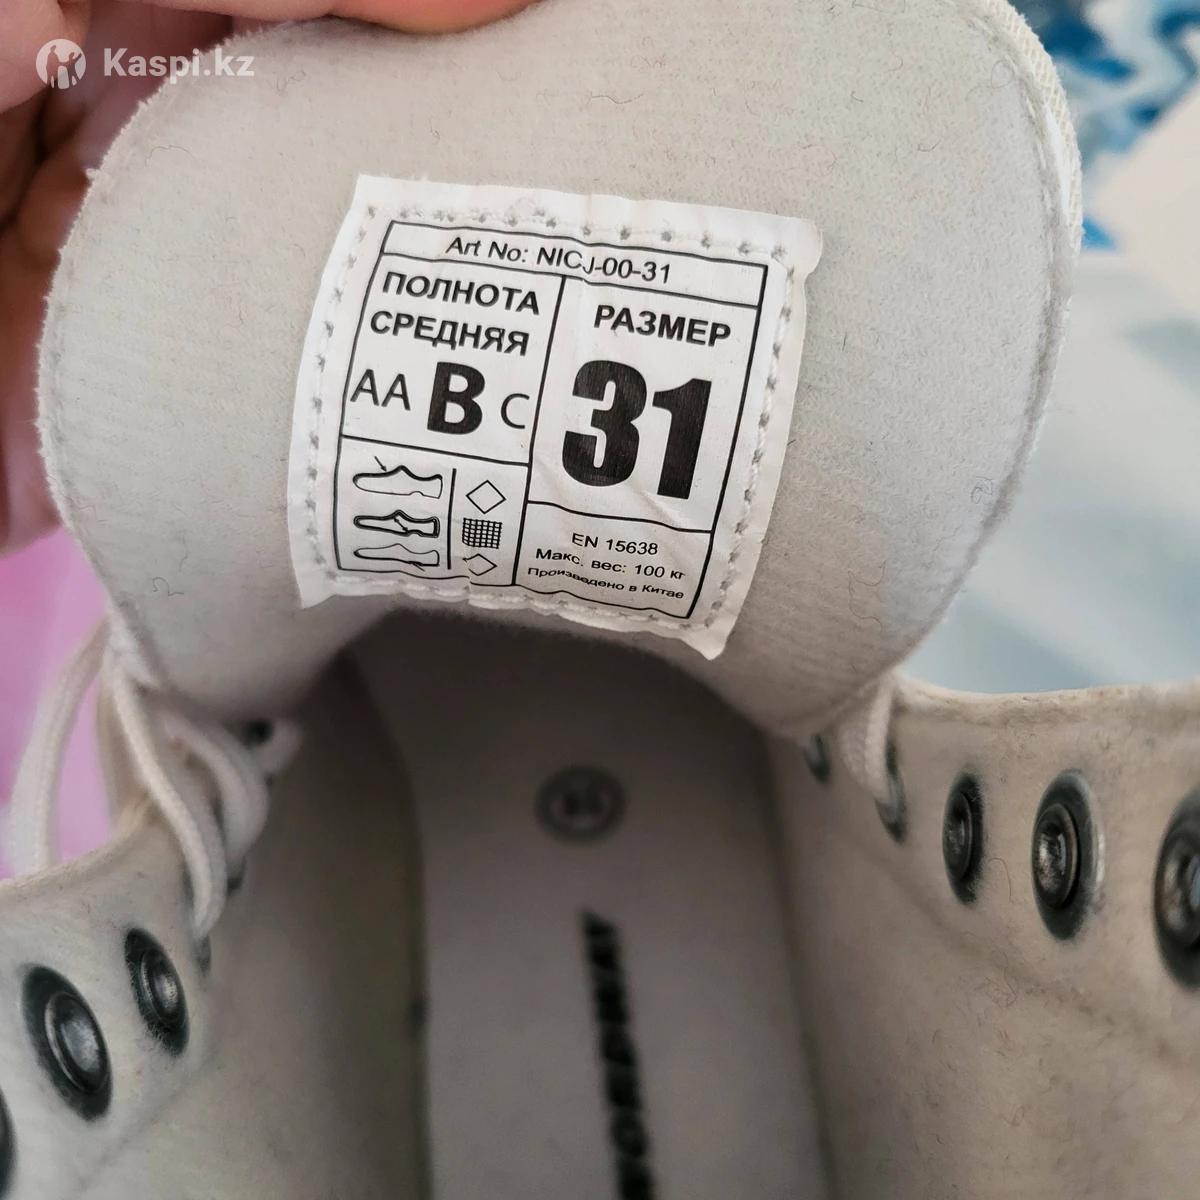 Kaspi.kz
Art No: NICJ-00-31
ПОЛНОТА
СРЕДНЯЯ
AA B C
РАЗМЕР
31
EN 15638
Макс. вес: 100 кг
Произведено в Китае